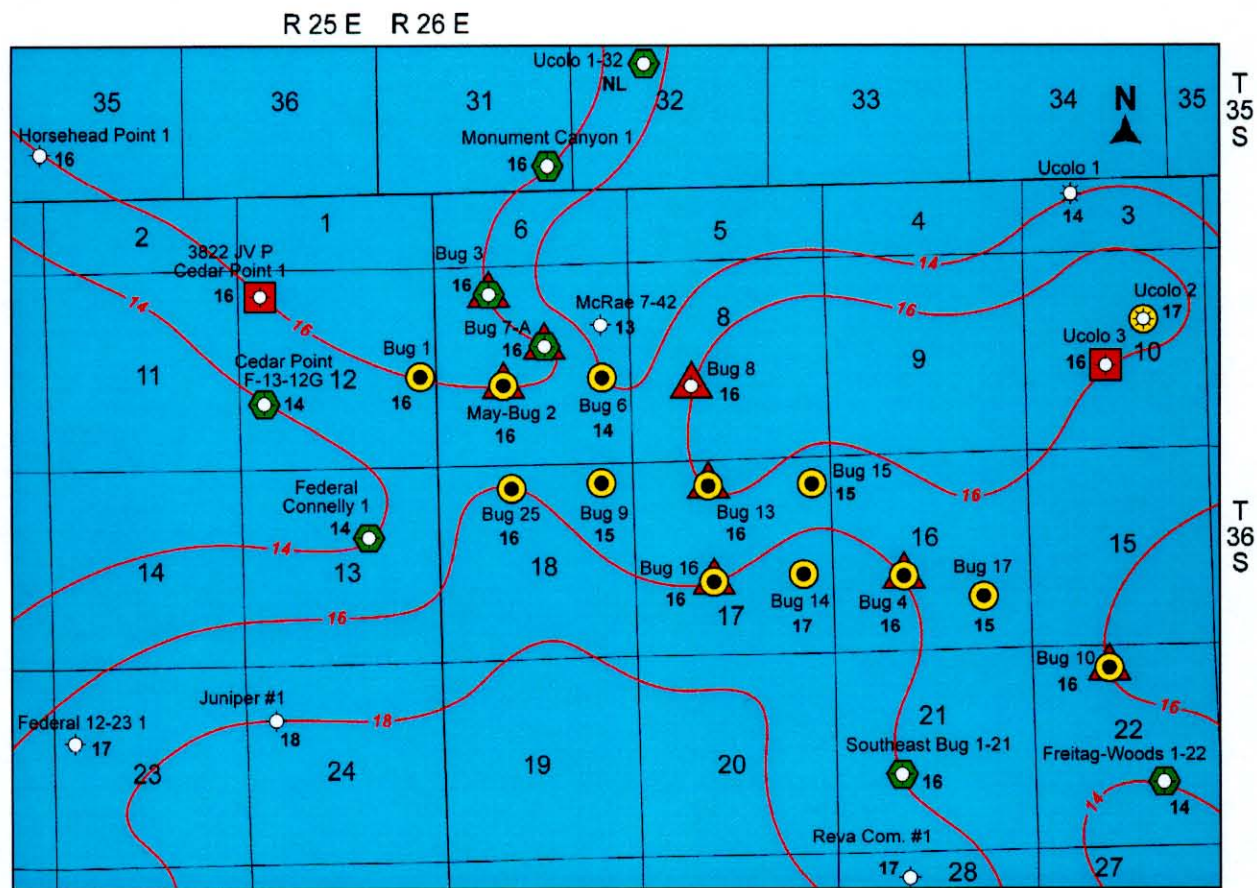 R 25 E R 26 E
Ucolo 1-32
NL
35
36
31
32
33
34
35
T
35
S
N
Horsehead Point 1
16
Monument Canyon 1
16
Ucolo 1
14
1
2
6
5
4
3
3822 JV P
Cedar Point 1
16
Bug 3
16
14
14
McRae 7-42
13
8
16
Ucolo 2
17
Bug 7-A
16
16
Ucolo 3
16
10
Bug 1
16
11
Cedar Point
F-13-12G
14
12
9
May-Bug 2
16
Bug 6
14
Bug 8
16
Federal
Connelly 1
14
Bug 25
16
Bug 9
15
Bug 13
16
Bug 15
15
16
T
36
S
14
14
13
18
Bug 16
16
17
Bug 14
17
16
Bug 4
16
Bug 17
15
15
16
Bug 10
16
16
Juniper #1
18
18
Federal 12-23 1
17
23
24
19
20
21
22
Southeast Bug 1-21
16
Freitag-Woods 1-22
14
14
Reva Com. #1
17
28
27